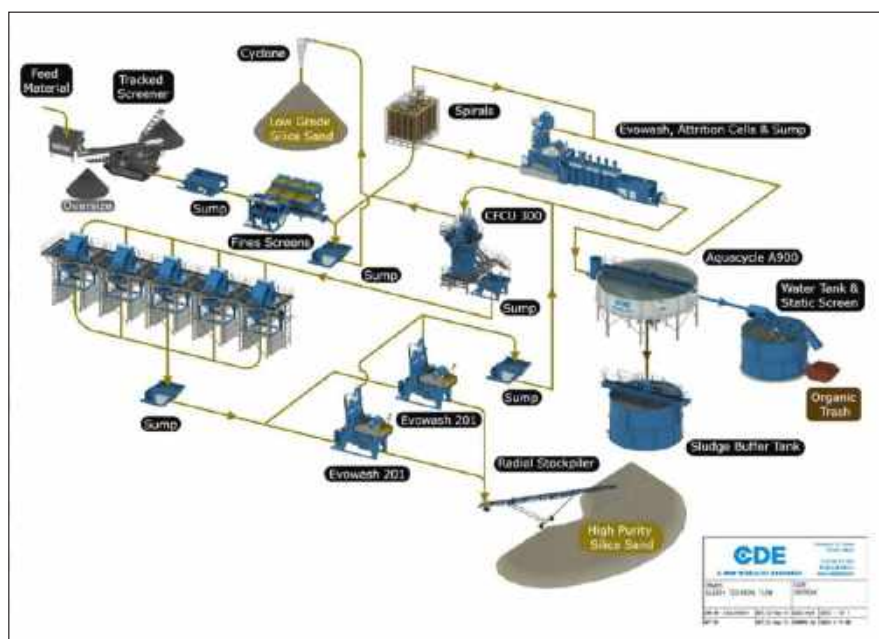 Cyclone
Feed
Material
Tracked
Screener
Low Grade
Silica Sand
Spirals
Evowash, Attrition Cells & Sump
Oversize
Sump
Fines Screens
CFCU 300
Sump
Sump
Aquacycle A900
Water Tank
& Static Screen
CDE
Organic
Trash
Sump
Evowash 201
Sump
Evowash 201
Sludge Buffer Tank
Radial Stockpiler
High Purity
Silica Sand
CDE